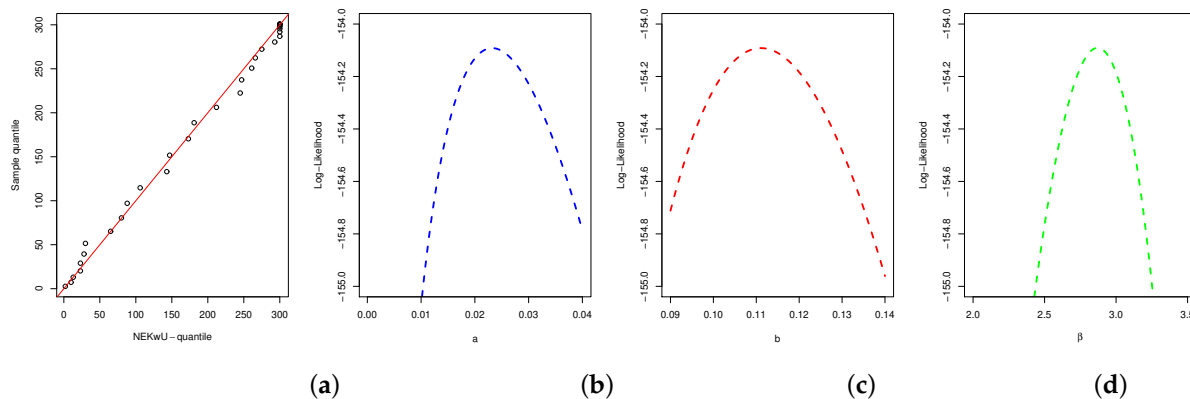 Sample quantile
0 50 100 150 200 250 300
0 50 100 150 200 250 300
NEKwU−quantile
Log−Likelihood
−155.0 −154.8 −154.6 −154.4 −154.2 −154.0
0.00 0.01 0.02 0.03 0.04
a
Log−Likelihood
−155.0 −154.8 −154.6 −154.4 −154.2 −154.0
0.09 0.10 0.11 0.12 0.13 0.14
b
Log−Likelihood
−155.0 −154.8 −154.6 −154.4 −154.2 −154.0
2.0 2.5 3.0 3.5
β
(a) (b) (c) (d)